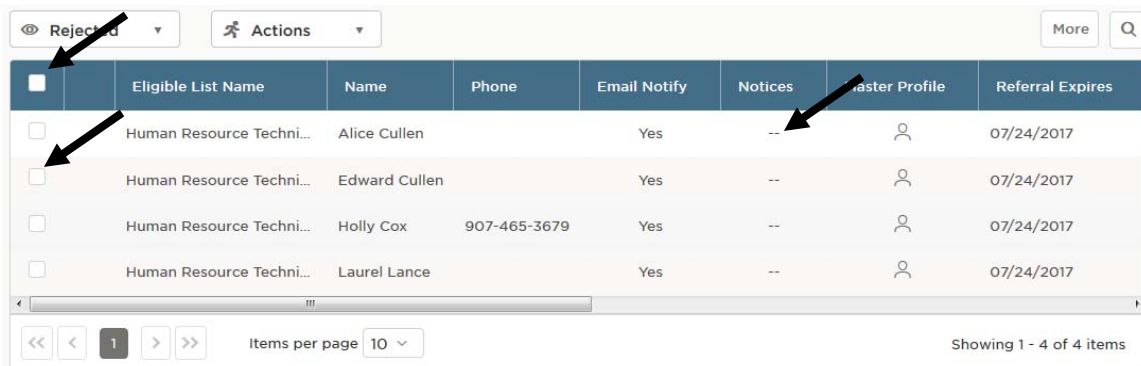 Rejected Actions More
Eligible List Name Name Phone Email Notify Notices Master Profile Referral Expires
Human Resource Techni... Alice Cullen Yes -- 07/24/2017
Human Resource Techni... Edward Cullen Yes -- 07/24/2017
Human Resource Techni... Holly Cox 907-465-3679 Yes -- 07/24/2017
Human Resource Techni... Laurel Lance Yes -- 07/24/2017
<< < 1 > >> Items per page 10 Showing 1 - 4 of 4 items